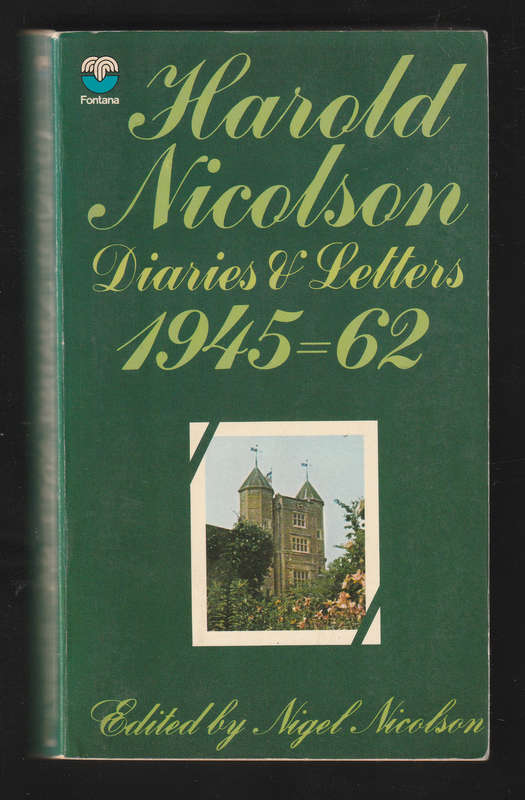 Fontana
Harold
Nicolson
Diaries & Letters
1945=62
Edited by Nigel Nicolson